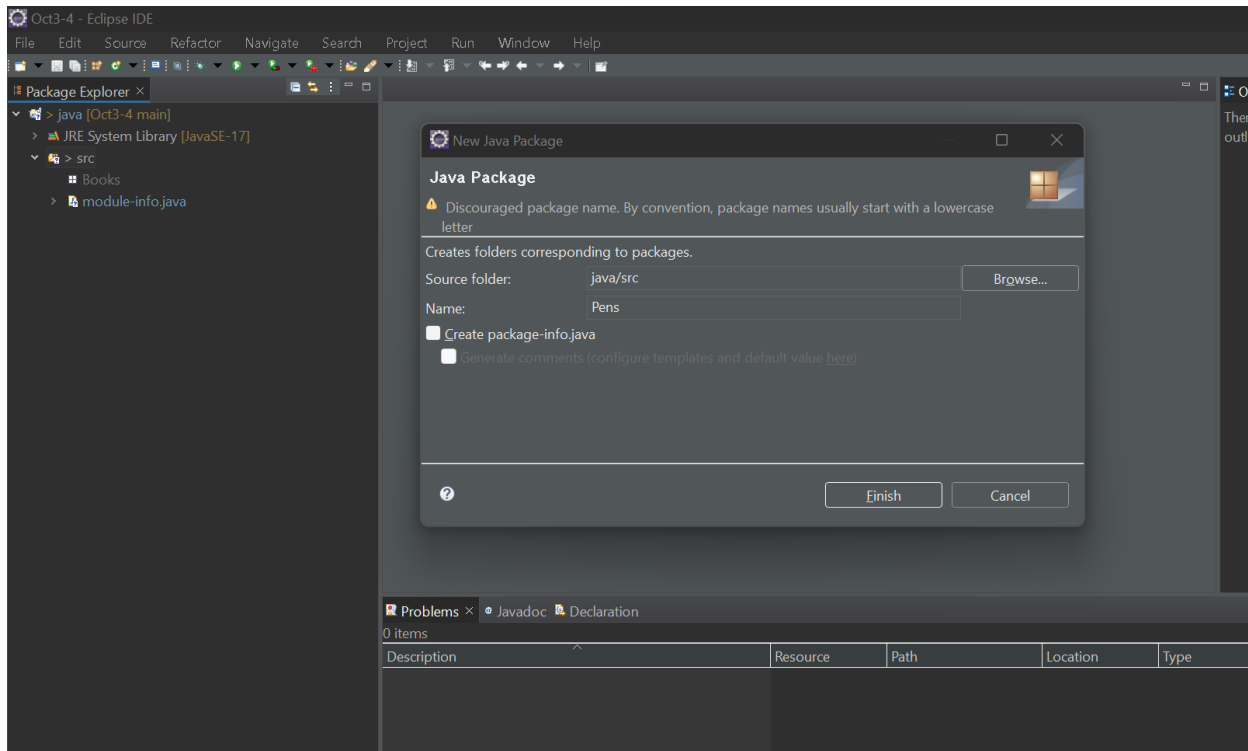 Oct3-4 - Eclipse IDE
File Edit Source Refactor Navigate Search Project Run Window Help
Package Explorer
> java [Oct3-4 main]
JRE System Library [JavaSE-17]
> src
Books
module-info.java
New Java Package
Java Package
Discouraged package name. By convention, package names usually start with a lowercase
letter
Creates folders corresponding to packages.
Source folder: java/src Browse...
Name: Pens
Create package-info.java
Generate comments (configure templates and default value here)
Finish Cancel
Problems Javadoc Declaration
0 items
Description Resource Path Location Type